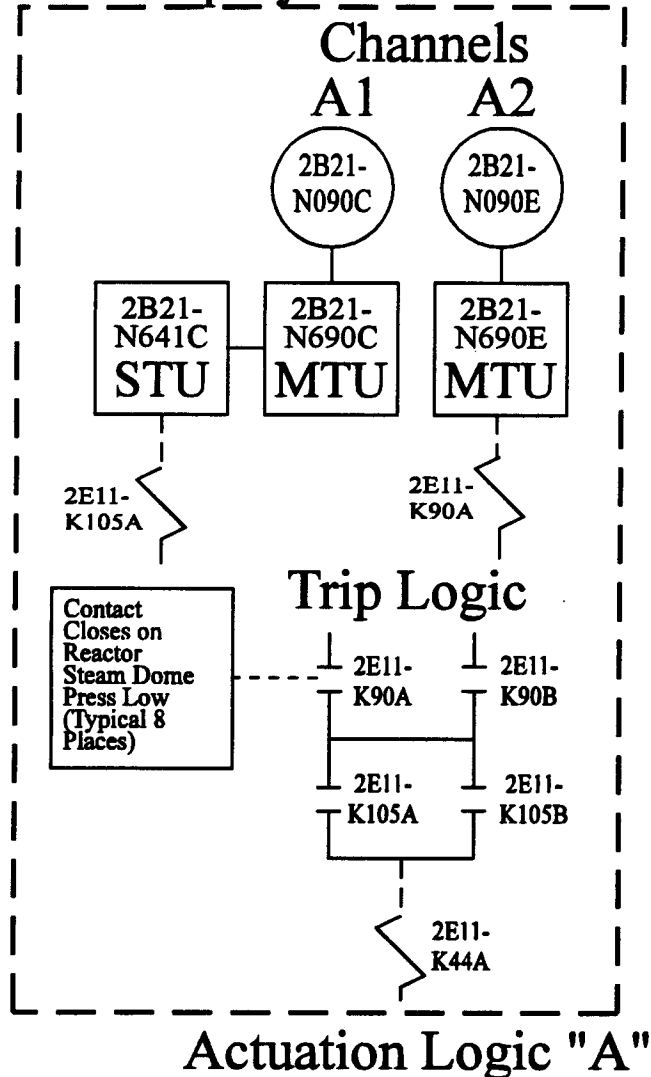 Channels
A1
A2
2B21-
N090C
2B21-
N090E
2B21-
N641C
STU
2B21-
N690C
MTU
2B21-
N690E
MTU
2E11-
K105A
2E11-
K90A
Trip Logic
Contact
Closes on
Reactor
Steam Dome
Press Low
(Typical 8
Places)
2E11-
K90A
2E11-
K90B
2E11-
K105A
2E11-
K105B
2E11-
K44A
Actuation Logic "A"